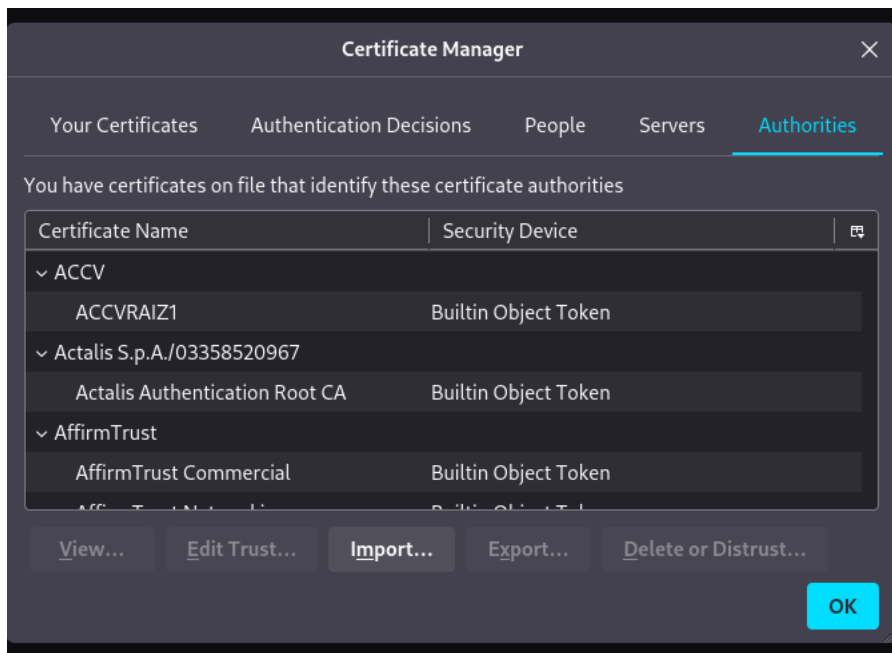 Certificate Manager
Your Certificates Authentication Decisions People Servers Authorities
You have certificates on file that identify these certificate authorities
Certificate Name Security Device
ACCV
ACCVRAIZ1 Builtin Object Token
Actalis S.p.A./03358520967
Actalis Authentication Root CA Builtin Object Token
AffirmTrust
AffirmTrust Commercial Builtin Object Token
View... Edit Trust... Import... Export... Delete or Distrust...
OK